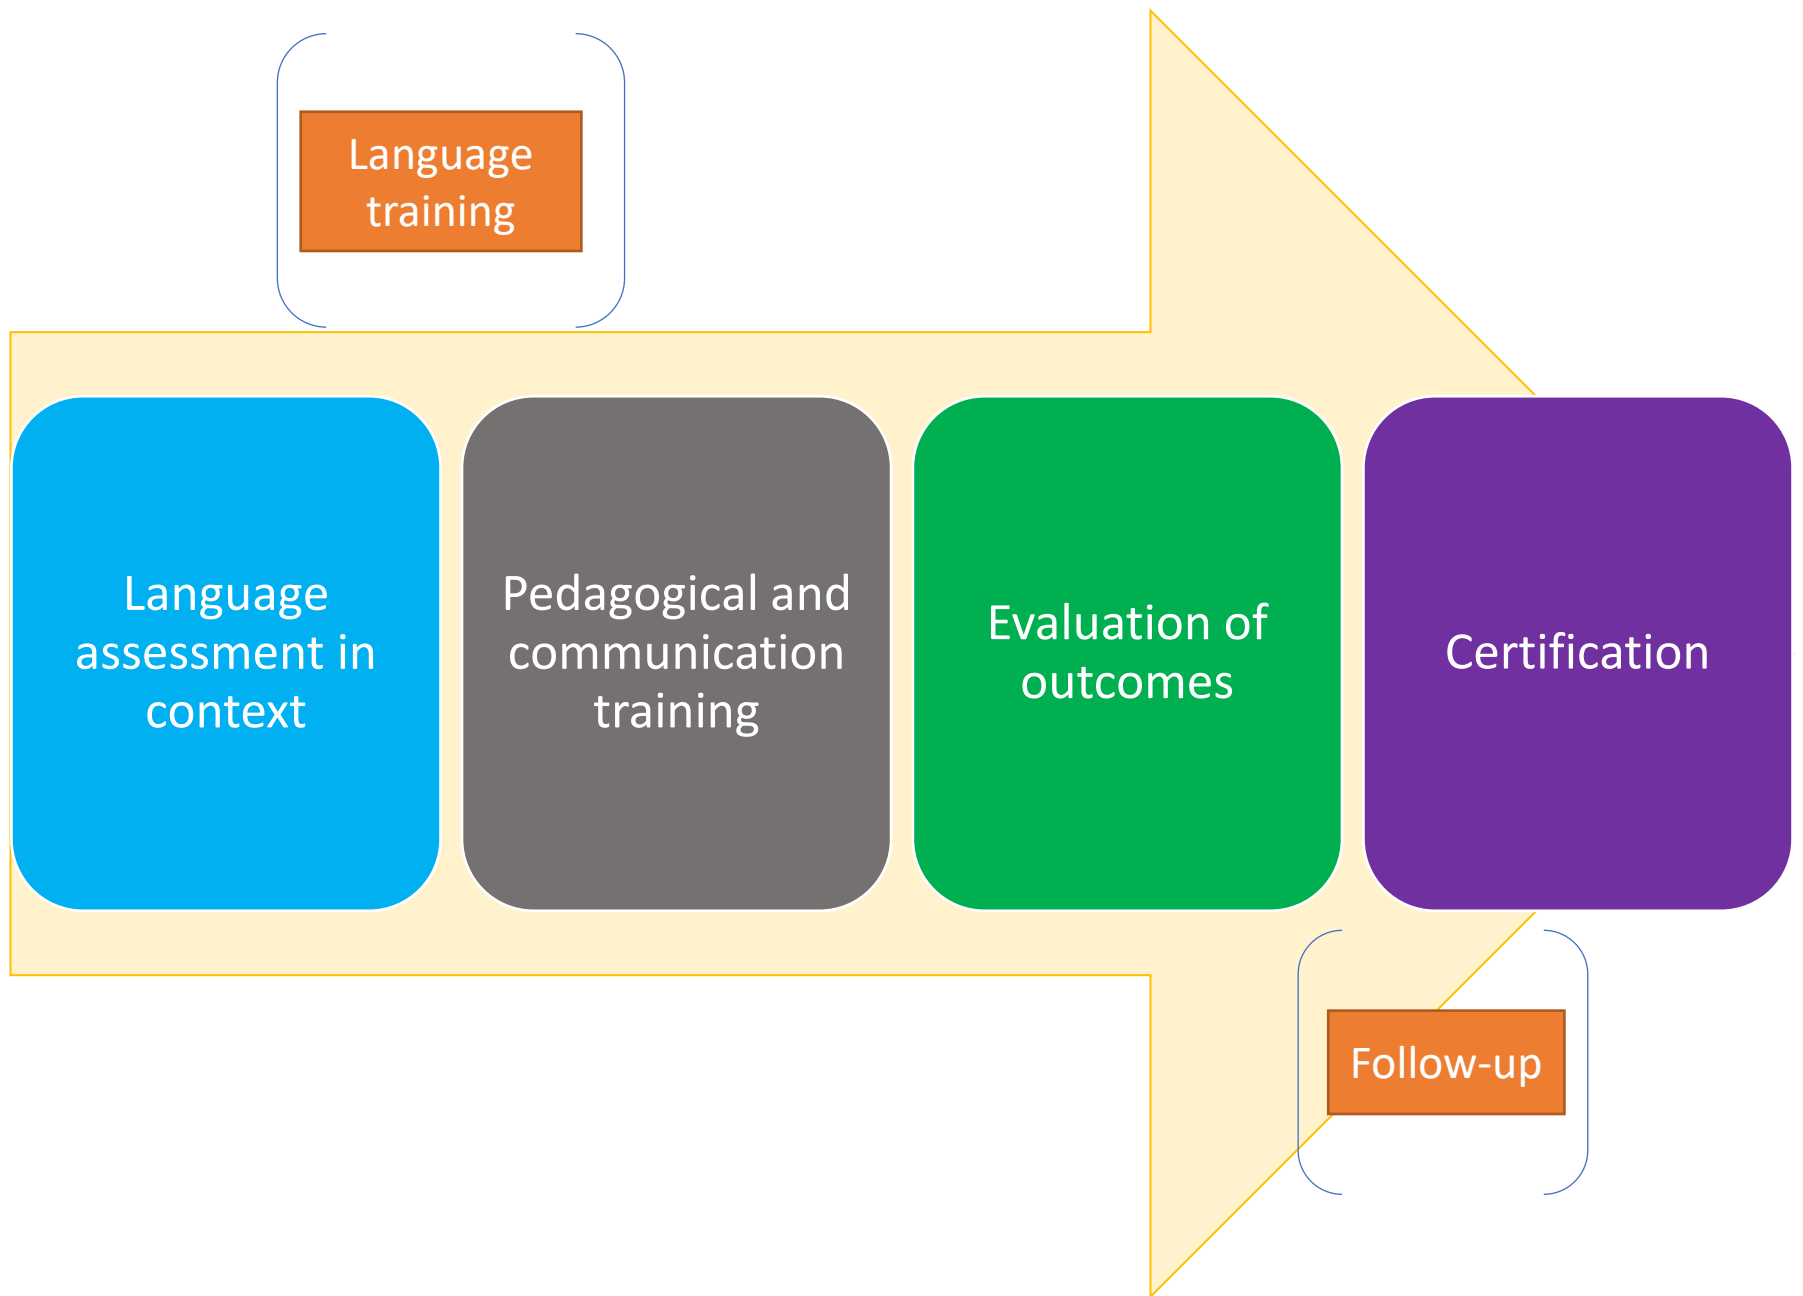 Language
training
Language
assessment in
context
Pedagogical and
communication
training
Evaluation of
outcomes
Certification
Follow-up